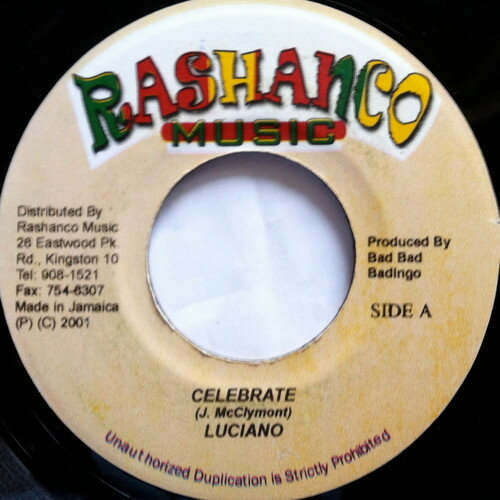 RASHANCO
MUSIC
Distributed By
Rashanco Music
26 Eastwood Pk.
Rd., Kingston 10
Tel: 908-1521
Fax: 754-6307
Made in Jamaica
(P) (C) 2001
Produced By
Bad Bad
Badingo
SIDE A
CELEBRATE
(J. McClymont)
LUCIANO
Unauthorized Duplication is Strictly Prohibited